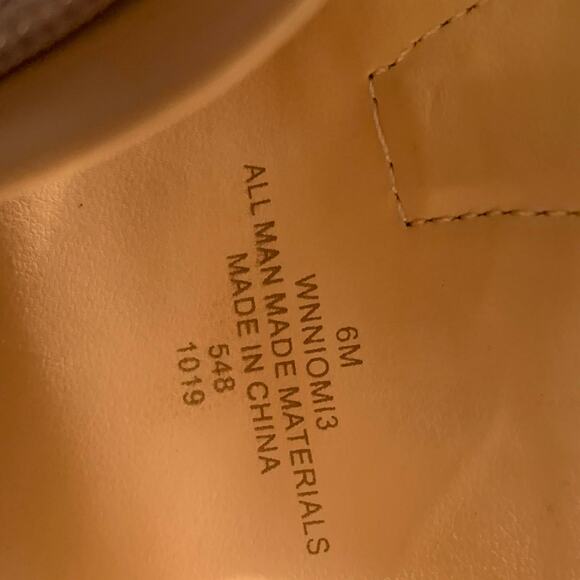 6M
WNNIOMI3
ALL MAN MADE MATERIALS
MADE IN CHINA
548
1019